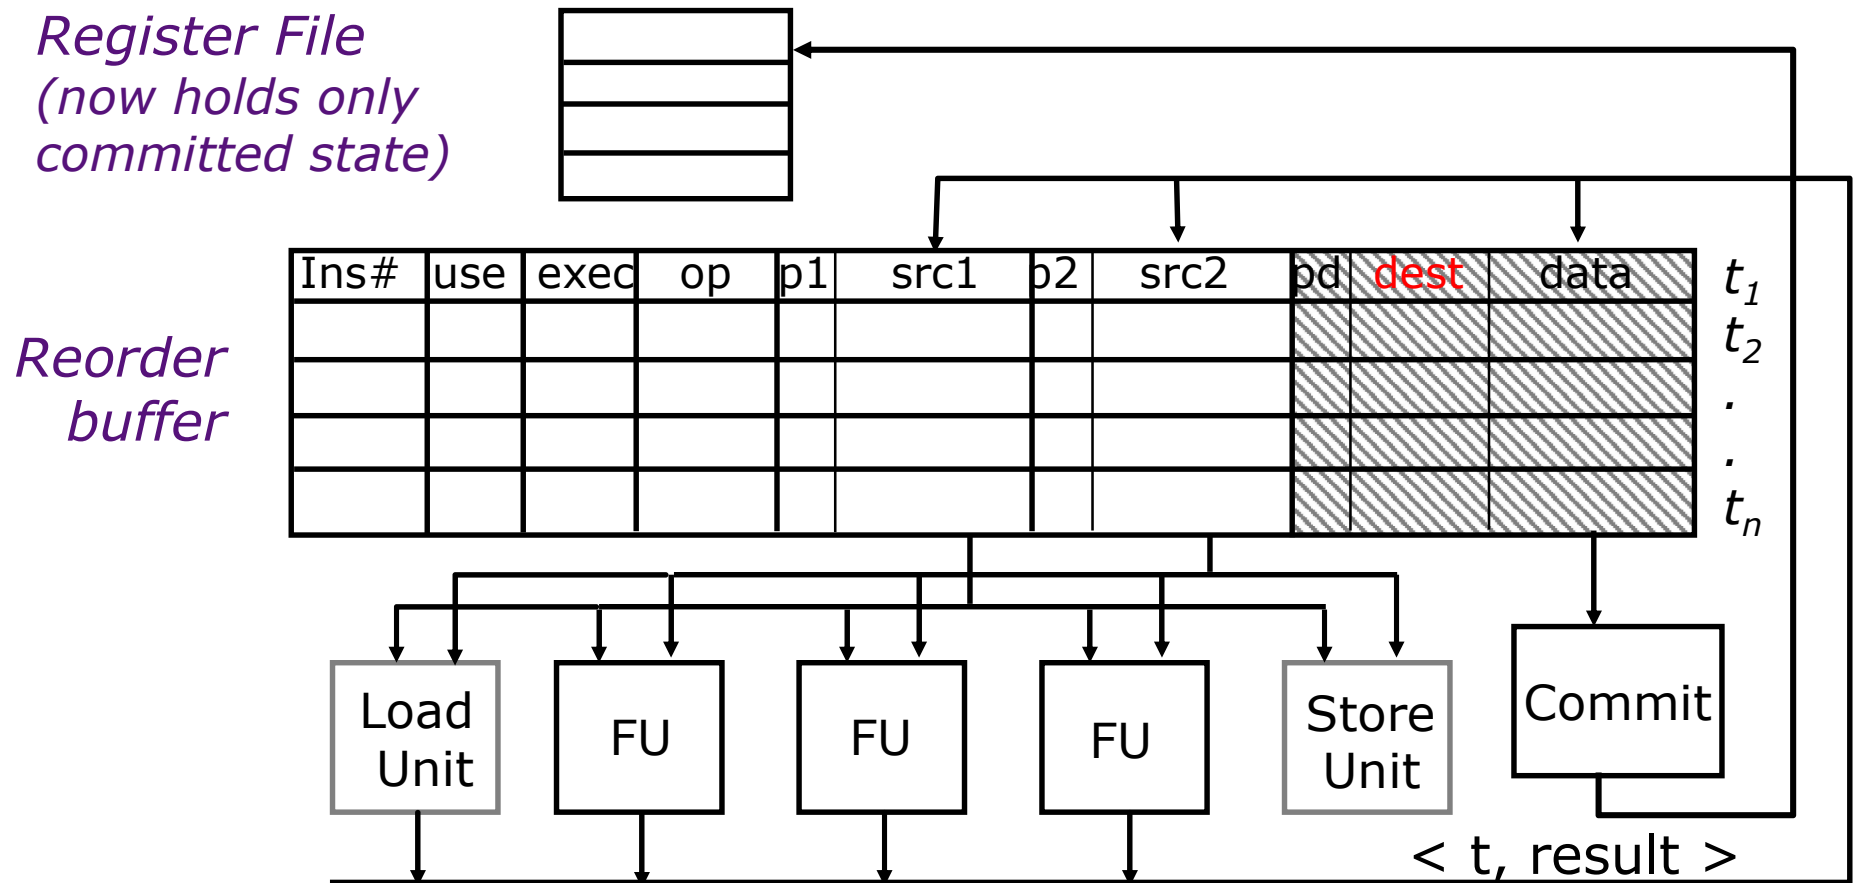 Register File
(now holds only
committed state)
Ins# use exec op p1 src1 p2 src2 pd dest data t1
t2
Reorder .
buffer .
tn
Load Unit
FU
FU
FU
Store Unit
Commit
< t, result >